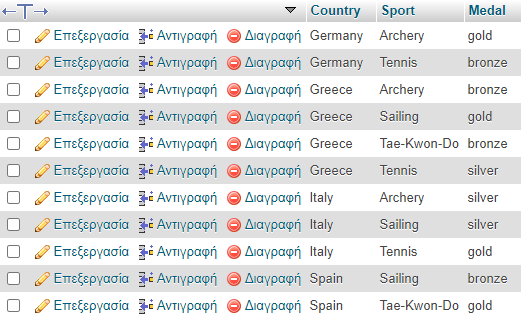 Country Sport Medal
Επεξεργασία Αντιγραφή Διαγραφή Germany Archery gold
Επεξεργασία Αντιγραφή Διαγραφή Germany Tennis bronze
Επεξεργασία Αντιγραφή Διαγραφή Greece Archery bronze
Επεξεργασία Αντιγραφή Διαγραφή Greece Sailing gold
Επεξεργασία Αντιγραφή Διαγραφή Greece Tae-Kwon-Do bronze
Επεξεργασία Αντιγραφή Διαγραφή Greece Tennis silver
Επεξεργασία Αντιγραφή Διαγραφή Italy Archery silver
Επεξεργασία Αντιγραφή Διαγραφή Italy Sailing silver
Επεξεργασία Αντιγραφή Διαγραφή Italy Tennis gold
Επεξεργασία Αντιγραφή Διαγραφή Spain Sailing bronze
Επεξεργασία Αντιγραφή Διαγραφή Spain Tae-Kwon-Do gold